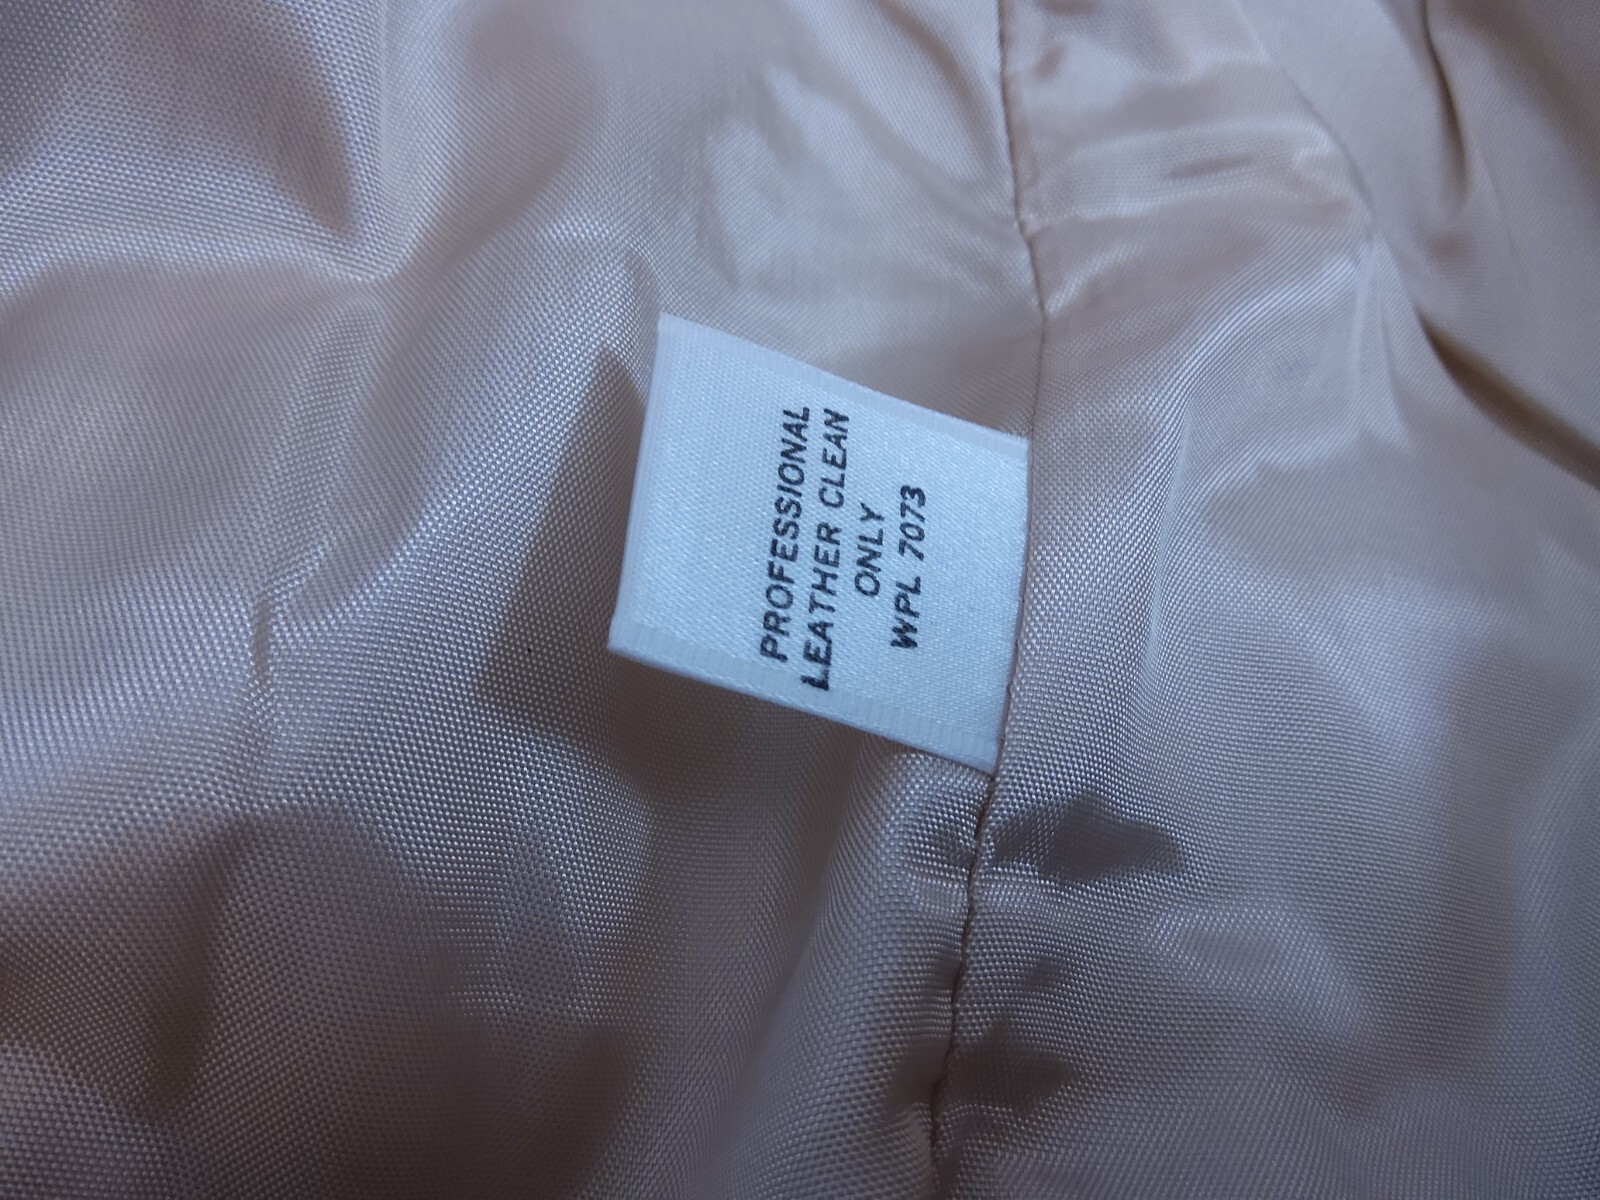 PROFESSIONAL
LEATHER CLEAN
ONLY
WPL 7073